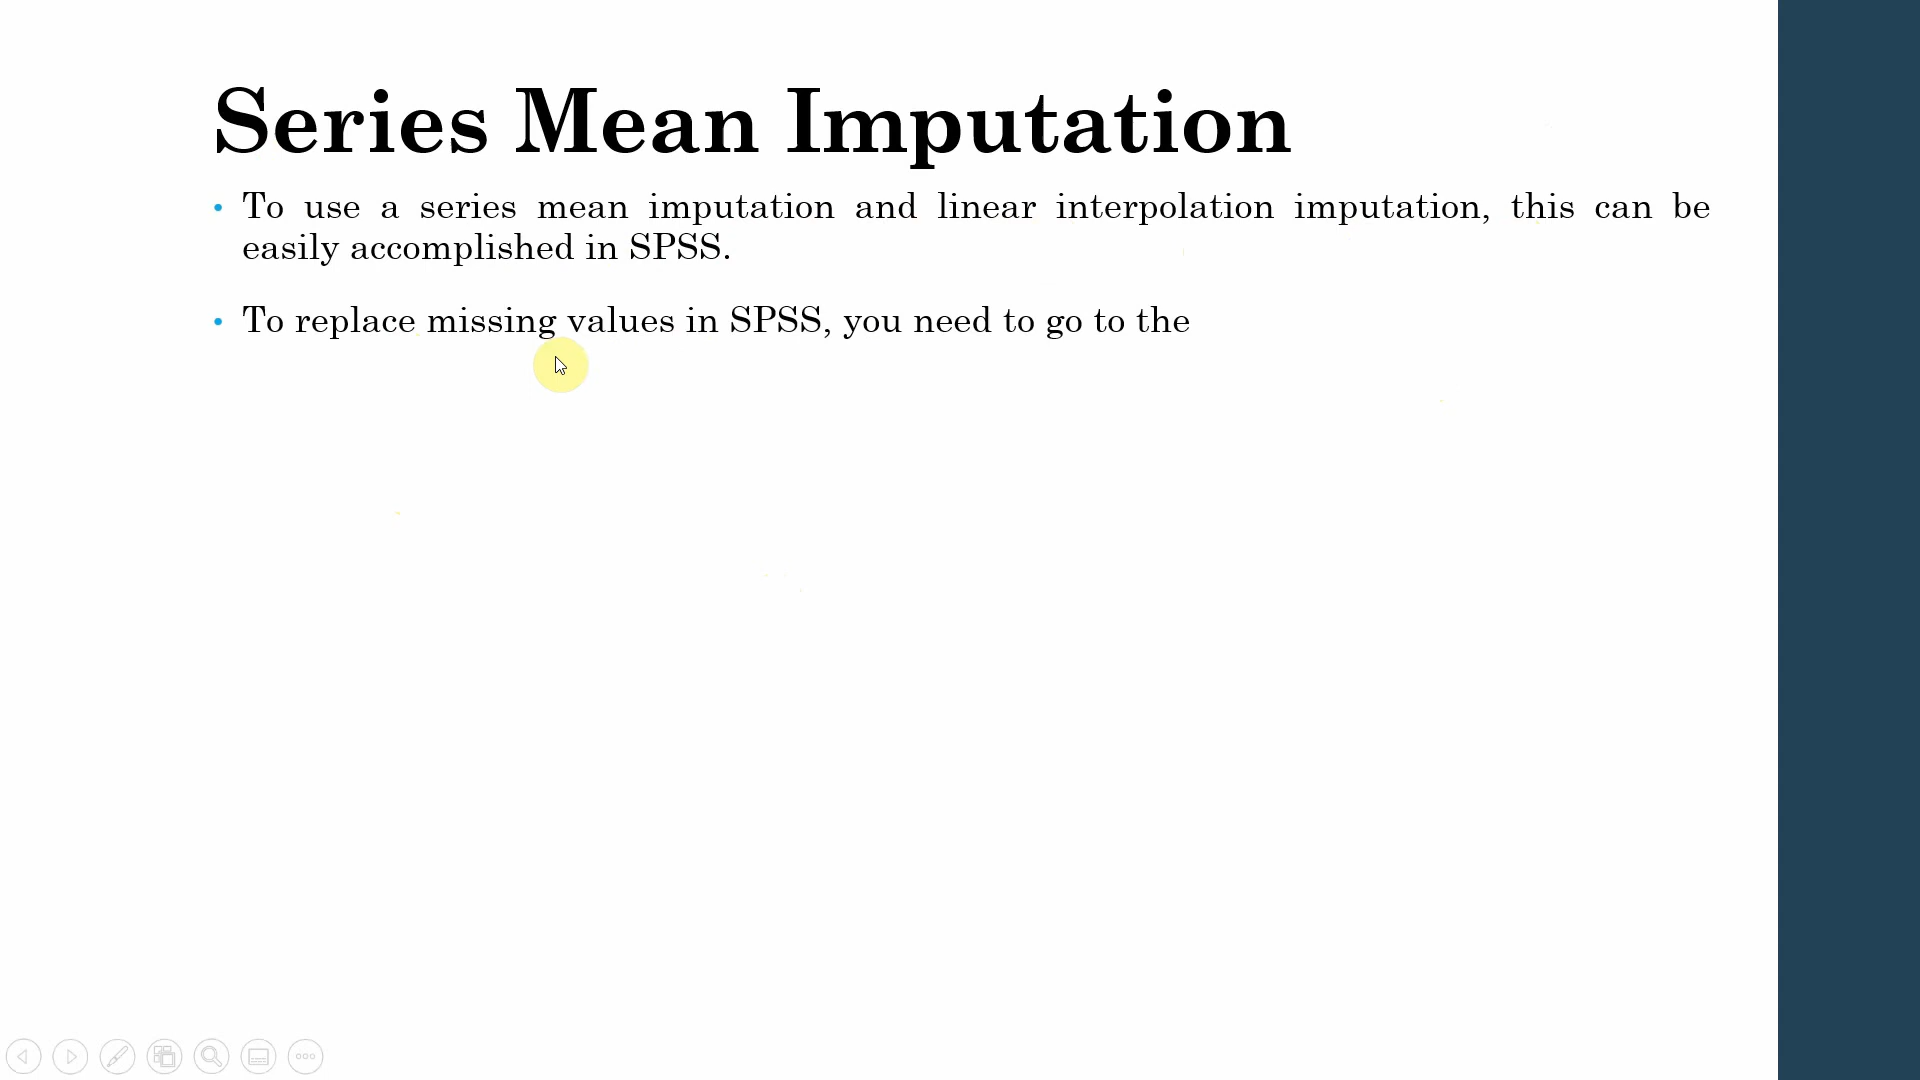 Series Mean Imputation
• To use a series mean imputation and linear interpolation imputation, this can be
easily accomplished in SPSS.
• To replace missing values in SPSS, you need to go to the